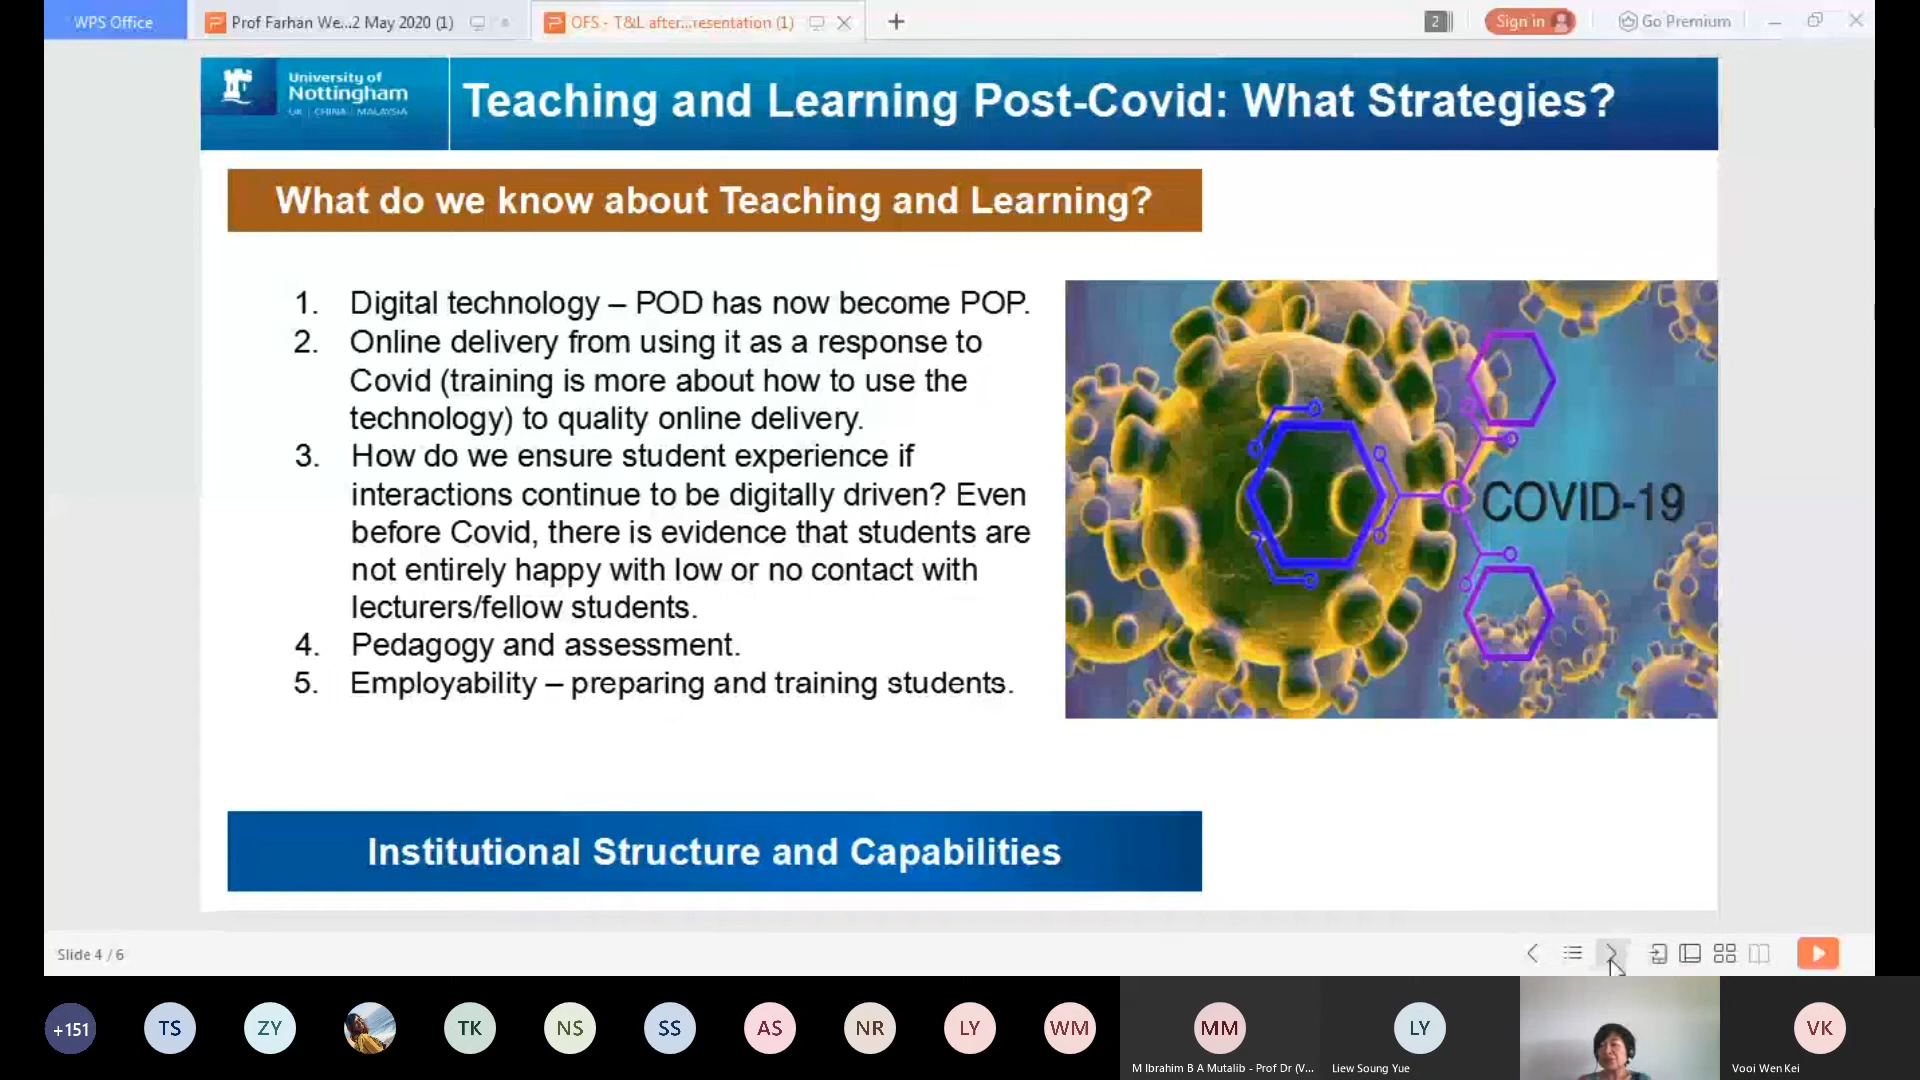 WPS Office
Prof Farhan We...2 May 2020 (1)
OFS - T&L after...resentation (1)
2
Sign in
Go Premium
University of
Nottingham
UK | CHINA | MALAYSIA
Teaching and Learning Post-Covid: What Strategies?
What do we know about Teaching and Learning?
1. Digital technology – POD has now become POP.
2. Online delivery from using it as a response to
Covid (training is more about how to use the
technology) to quality online delivery.
3. How do we ensure student experience if
interactions continue to be digitally driven? Even
before Covid, there is evidence that students are
not entirely happy with low or no contact with
lecturers/fellow students.
4. Pedagogy and assessment.
5. Employability – preparing and training students.
COVID-19
Institutional Structure and Capabilities
Slide 4 / 6
+151
TS
ZY
TK
NS
SS
AS
NR
LY
WM
MM
M Ibrahim B A Mutalib - Prof Dr (V...
LY
Liew Soung Yue
VK
Vooi Wen Kei